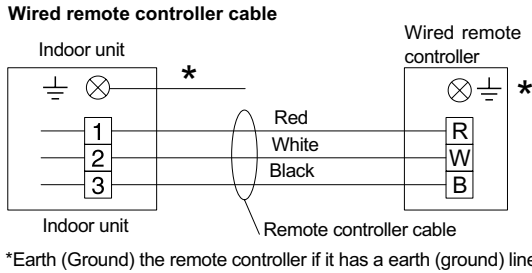 Wired remote controller cable
Indoor unit
Wired remote
controller
*
*
Red
1 R
White
2 W
Black
3 B
Indoor unit
Remote controller cable
*Earth (Ground) the remote controller if it has a earth (ground) line